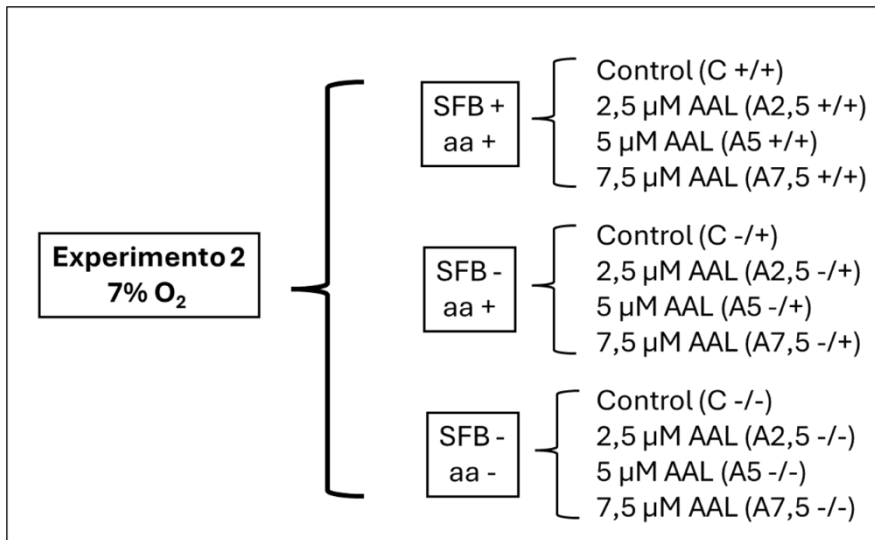 Experimento 2
7% O₂
SFB +
aa +
Control (C +/+)
2,5 µM AAL (A2,5 +/+)
5 µM AAL (A5 +/+)
7,5 µM AAL (A7,5 +/+)
SFB -
aa +
Control (C -/+)
2,5 µM AAL (A2,5 -/+)
5 µM AAL (A5 -/+)
7,5 µM AAL (A7,5 -/+)
SFB -
aa -
Control (C -/-)
2,5 µM AAL (A2,5 -/-)
5 µM AAL (A5 -/-)
7,5 µM AAL (A7,5 -/-)